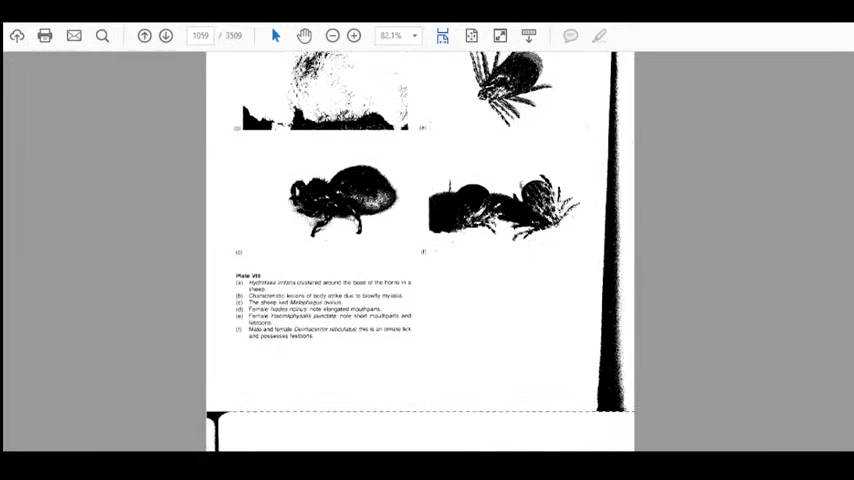 1059 / 3509 82.1%
(b) (e)
(c) (f)
Plate VIII
(a) Hydrotaea irritans clustered around the base of the horns in a
sheep.
(b) Characteristic lesions of body strike due to blowfly myiasis.
(c) The sheep ked Melophagus ovinus.
(d) Female Ixodes ricinus: note elongated mouthparts.
(e) Female Haemaphysalis punctata: note short mouthparts and
festoons.
(f) Male and female Dermacentor reticulatus; this is an ornate tick
and possesses festoons.